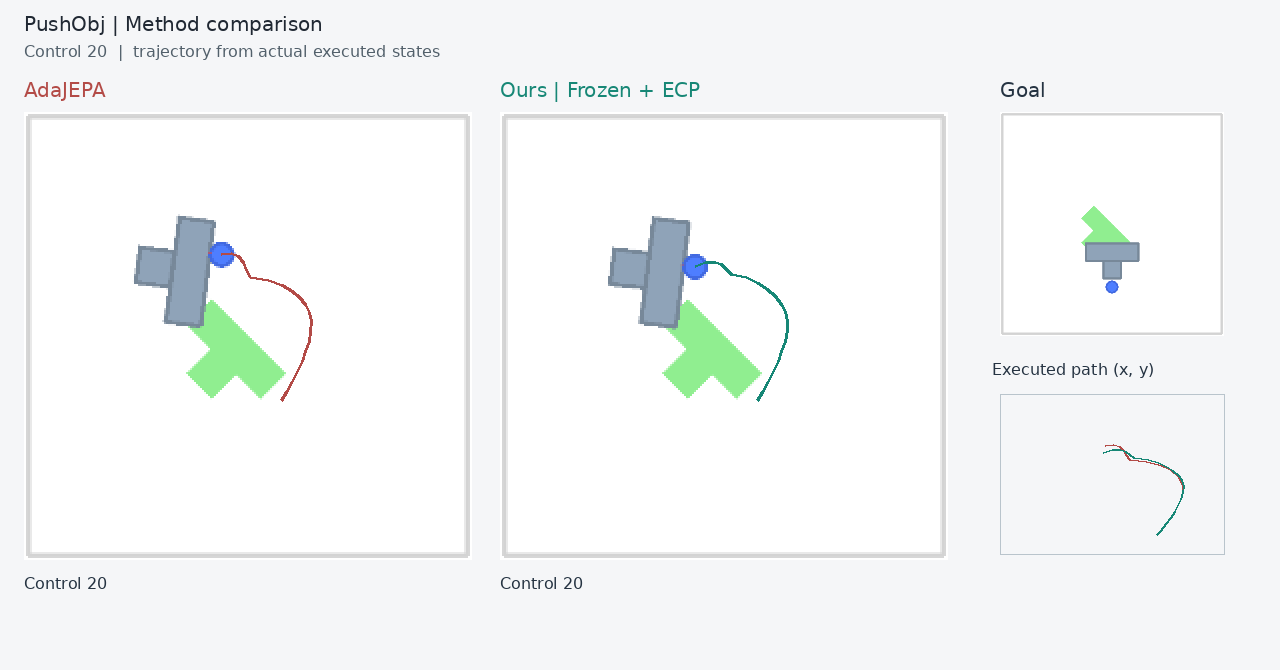 PushObj | Method comparison
Control 20 | trajectory from actual executed states
AdaJEPA
Ours | Frozen + ECP
Goal
Executed path (x, y)
Control 20
Control 20